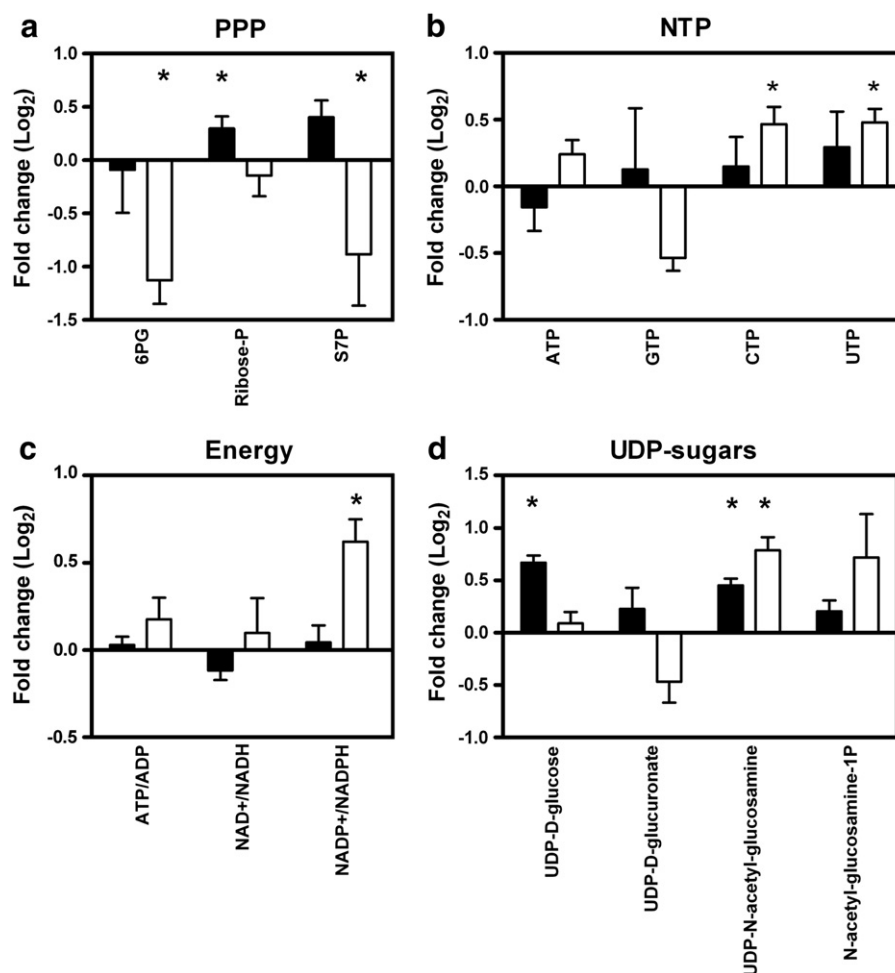 a PPP
Fold change (Log2)
1.0
0.5
0.0
-0.5
-1.0
-1.5
* * *
6PG
Ribose-P
S7P
b NTP
Fold change (Log2)
1.0
0.5
0.0
-0.5
-1.0
* *
ATP
GTP
CTP
UTP
c Energy
Fold change (Log2)
1.0
0.5
0.0
-0.5
*
ATP/ADP
NAD+/NADH
NADP+/NADPH
d UDP-sugars
Fold change (Log2)
1.5
1.0
0.5
0.0
-0.5
-1.0
* * *
UDP-D-glucose
UDP-D-glucuronate
UDP-N-acetyl-glucosamine
N-acetyl-glucosamine-1P